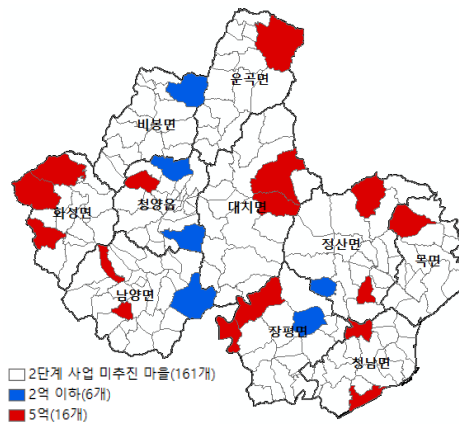 운곡면
비봉면
청양읍
대치면
화성면
정산면
목면
남양면
장평면
청남면
2단계 사업 미추진 마을(161개)
2억 이하(6개)
5억(16개)